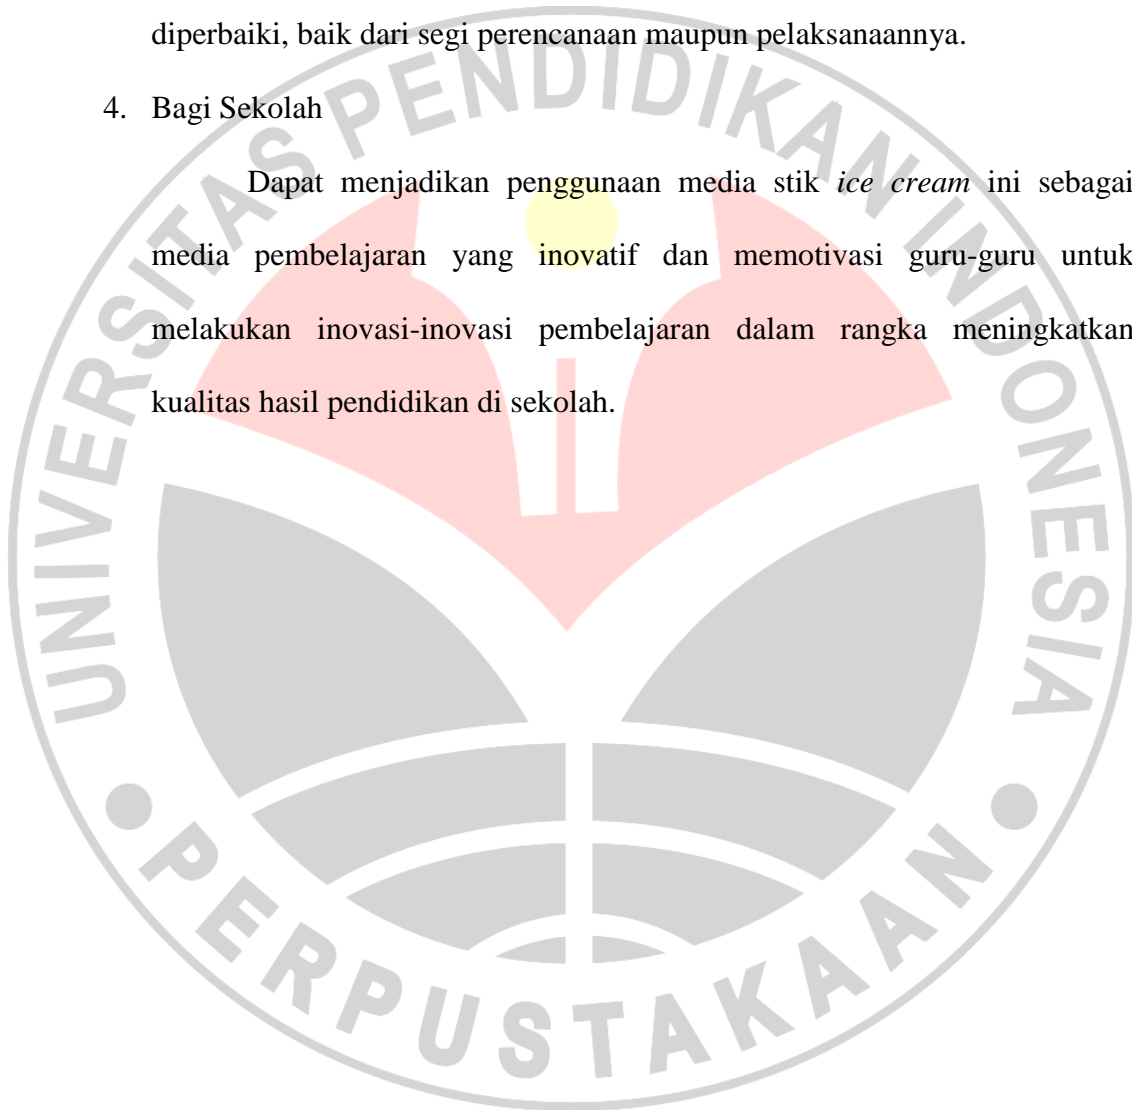 diperbaiki, baik dari segi perencanaan maupun pelaksanaannya.
4. Bagi Sekolah
Dapat menjadikan penggunaan media stik ice cream ini sebagai
media pembelajaran yang inovatif dan memotivasi guru-guru untuk
melakukan inovasi-inovasi pembelajaran dalam rangka meningkatkan
kualitas hasil pendidikan di sekolah.
UNIVERSITAS PENDIDIKAN INDONESIA
PERPUSTAKAAN